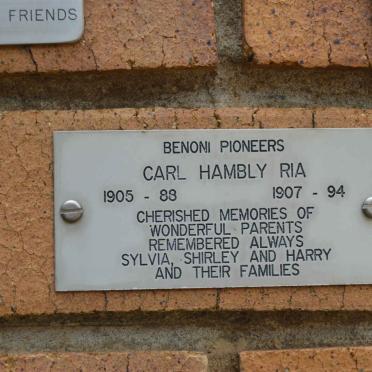 FRIENDS
BENONI PIONEERS
CARL HAMBLY RIA
1905 - 88 1907 - 94
CHERISHED MEMORIES OF
WONDERFUL PARENTS
REMEMBERED ALWAYS
SYLVIA, SHIRLEY AND HARRY
AND THEIR FAMILIES